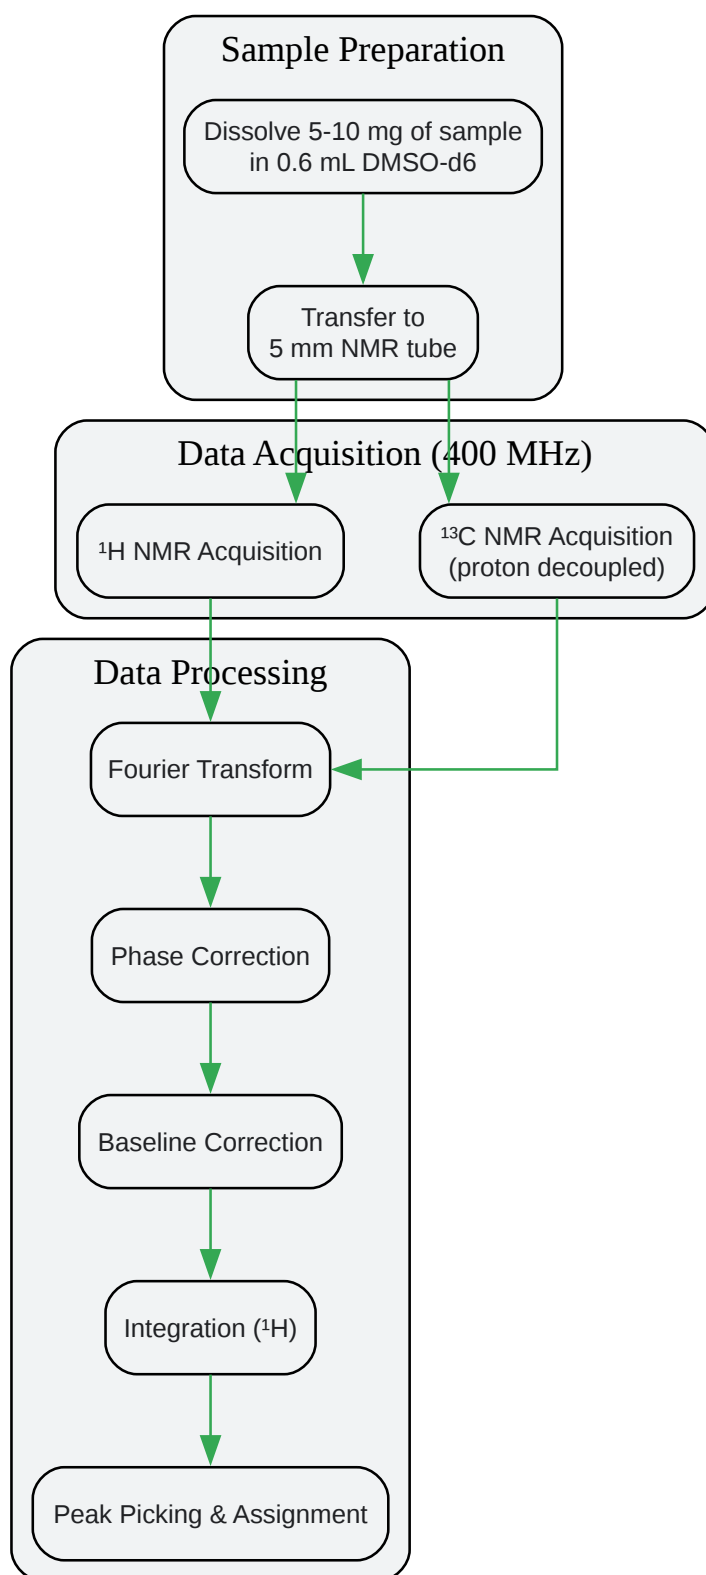 Sample Preparation
Dissolve 5-10 mg of sample
in 0.6 mL DMSO-d6
Transfer to
5 mm NMR tube
Data Acquisition (400 MHz)
¹H NMR Acquisition
¹³C NMR Acquisition
(proton decoupled)
Data Processing
Fourier Transform
Phase Correction
Baseline Correction
Integration (¹H)
Peak Picking & Assignment